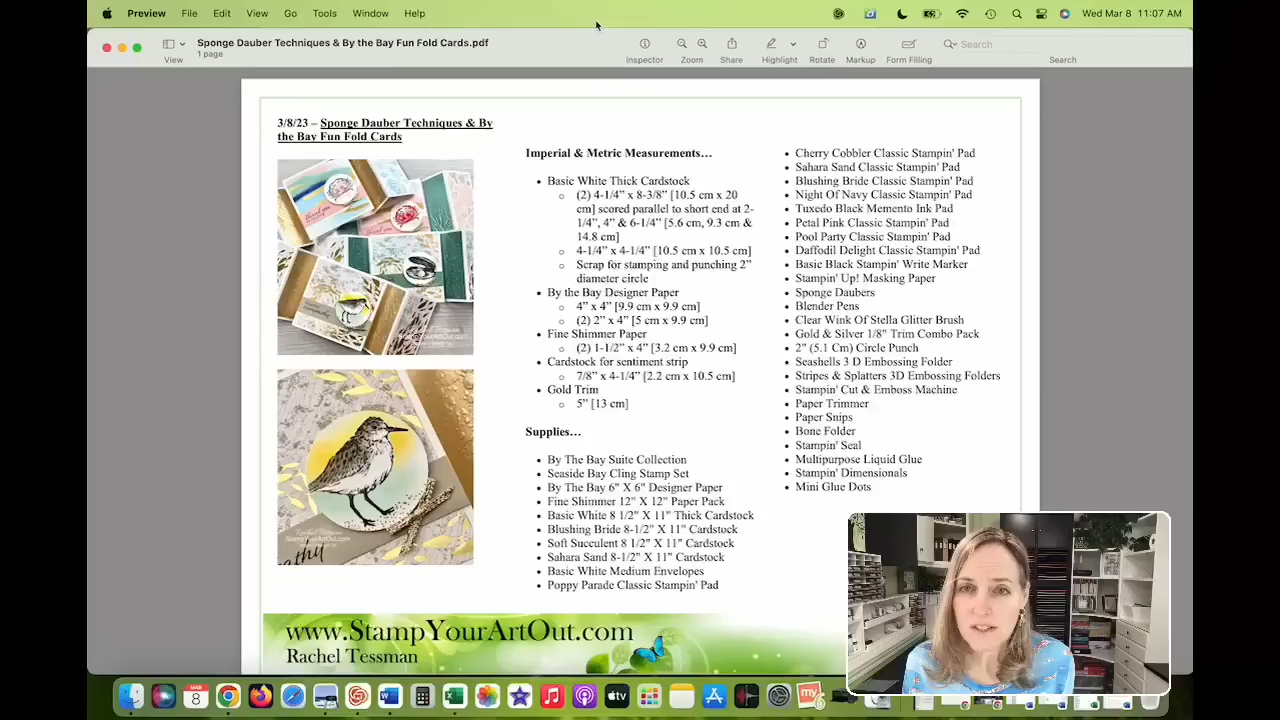 Preview File Edit View Go Tools Window Help Wed Mar 8 11:07 AM
Sponge Dauber Techniques & By the Bay Fun Fold Cards.pdf
1 page
Search
View Inspector Zoom Share Highlight Rotate Markup Form Filling Search
3/8/23 – Sponge Dauber Techniques & By
the Bay Fun Fold Cards
StampYourArtOut.com
athy
Imperial & Metric Measurements…
Basic White Thick Cardstock
(2) 4-1/4” x 8-3/8” [10.5 cm x 20
cm] scored parallel to short end at 2-
1/4”, 4” & 6-1/4” [5.6 cm, 9.3 cm &
14.8 cm]
4-1/4” x 4-1/4” [10.5 cm x 10.5 cm]
Scrap for stamping and punching 2”
diameter circle
By the Bay Designer Paper
4” x 4” [9.9 cm x 9.9 cm]
(2) 2” x 4” [5 cm x 9.9 cm]
Fine Shimmer Paper
(2) 1-1/2” x 4” [3.2 cm x 9.9 cm]
Cardstock for sentiment strip
7/8” x 4-1/4” [2.2 cm x 10.5 cm]
Gold Trim
5” [13 cm]
Supplies…
By The Bay Suite Collection
Seaside Bay Cling Stamp Set
By The Bay 6" X 6" Designer Paper
Fine Shimmer 12" X 12" Paper Pack
Basic White 8 1/2" X 11" Thick Cardstock
Blushing Bride 8-1/2" X 11" Cardstock
Soft Succulent 8 1/2" X 11" Cardstock
Sahara Sand 8-1/2" X 11" Cardstock
Basic White Medium Envelopes
Poppy Parade Classic Stampin' Pad
Cherry Cobbler Classic Stampin' Pad
Sahara Sand Classic Stampin' Pad
Blushing Bride Classic Stampin' Pad
Night Of Navy Classic Stampin' Pad
Tuxedo Black Memento Ink Pad
Petal Pink Classic Stampin' Pad
Pool Party Classic Stampin' Pad
Daffodil Delight Classic Stampin' Pad
Basic Black Stampin' Write Marker
Stampin' Up! Masking Paper
Sponge Daubers
Blender Pens
Clear Wink Of Stella Glitter Brush
Gold & Silver 1/8" Trim Combo Pack
2" (5.1 Cm) Circle Punch
Seashells 3 D Embossing Folder
Stripes & Splatters 3D Embossing Folders
Stampin' Cut & Emboss Machine
Paper Trimmer
Paper Snips
Bone Folder
Stampin' Seal
Multipurpose Liquid Glue
Stampin' Dimensionals
Mini Glue Dots
www.StampYourArtOut.com
Rachel Tessman
MAR
8
tv
my